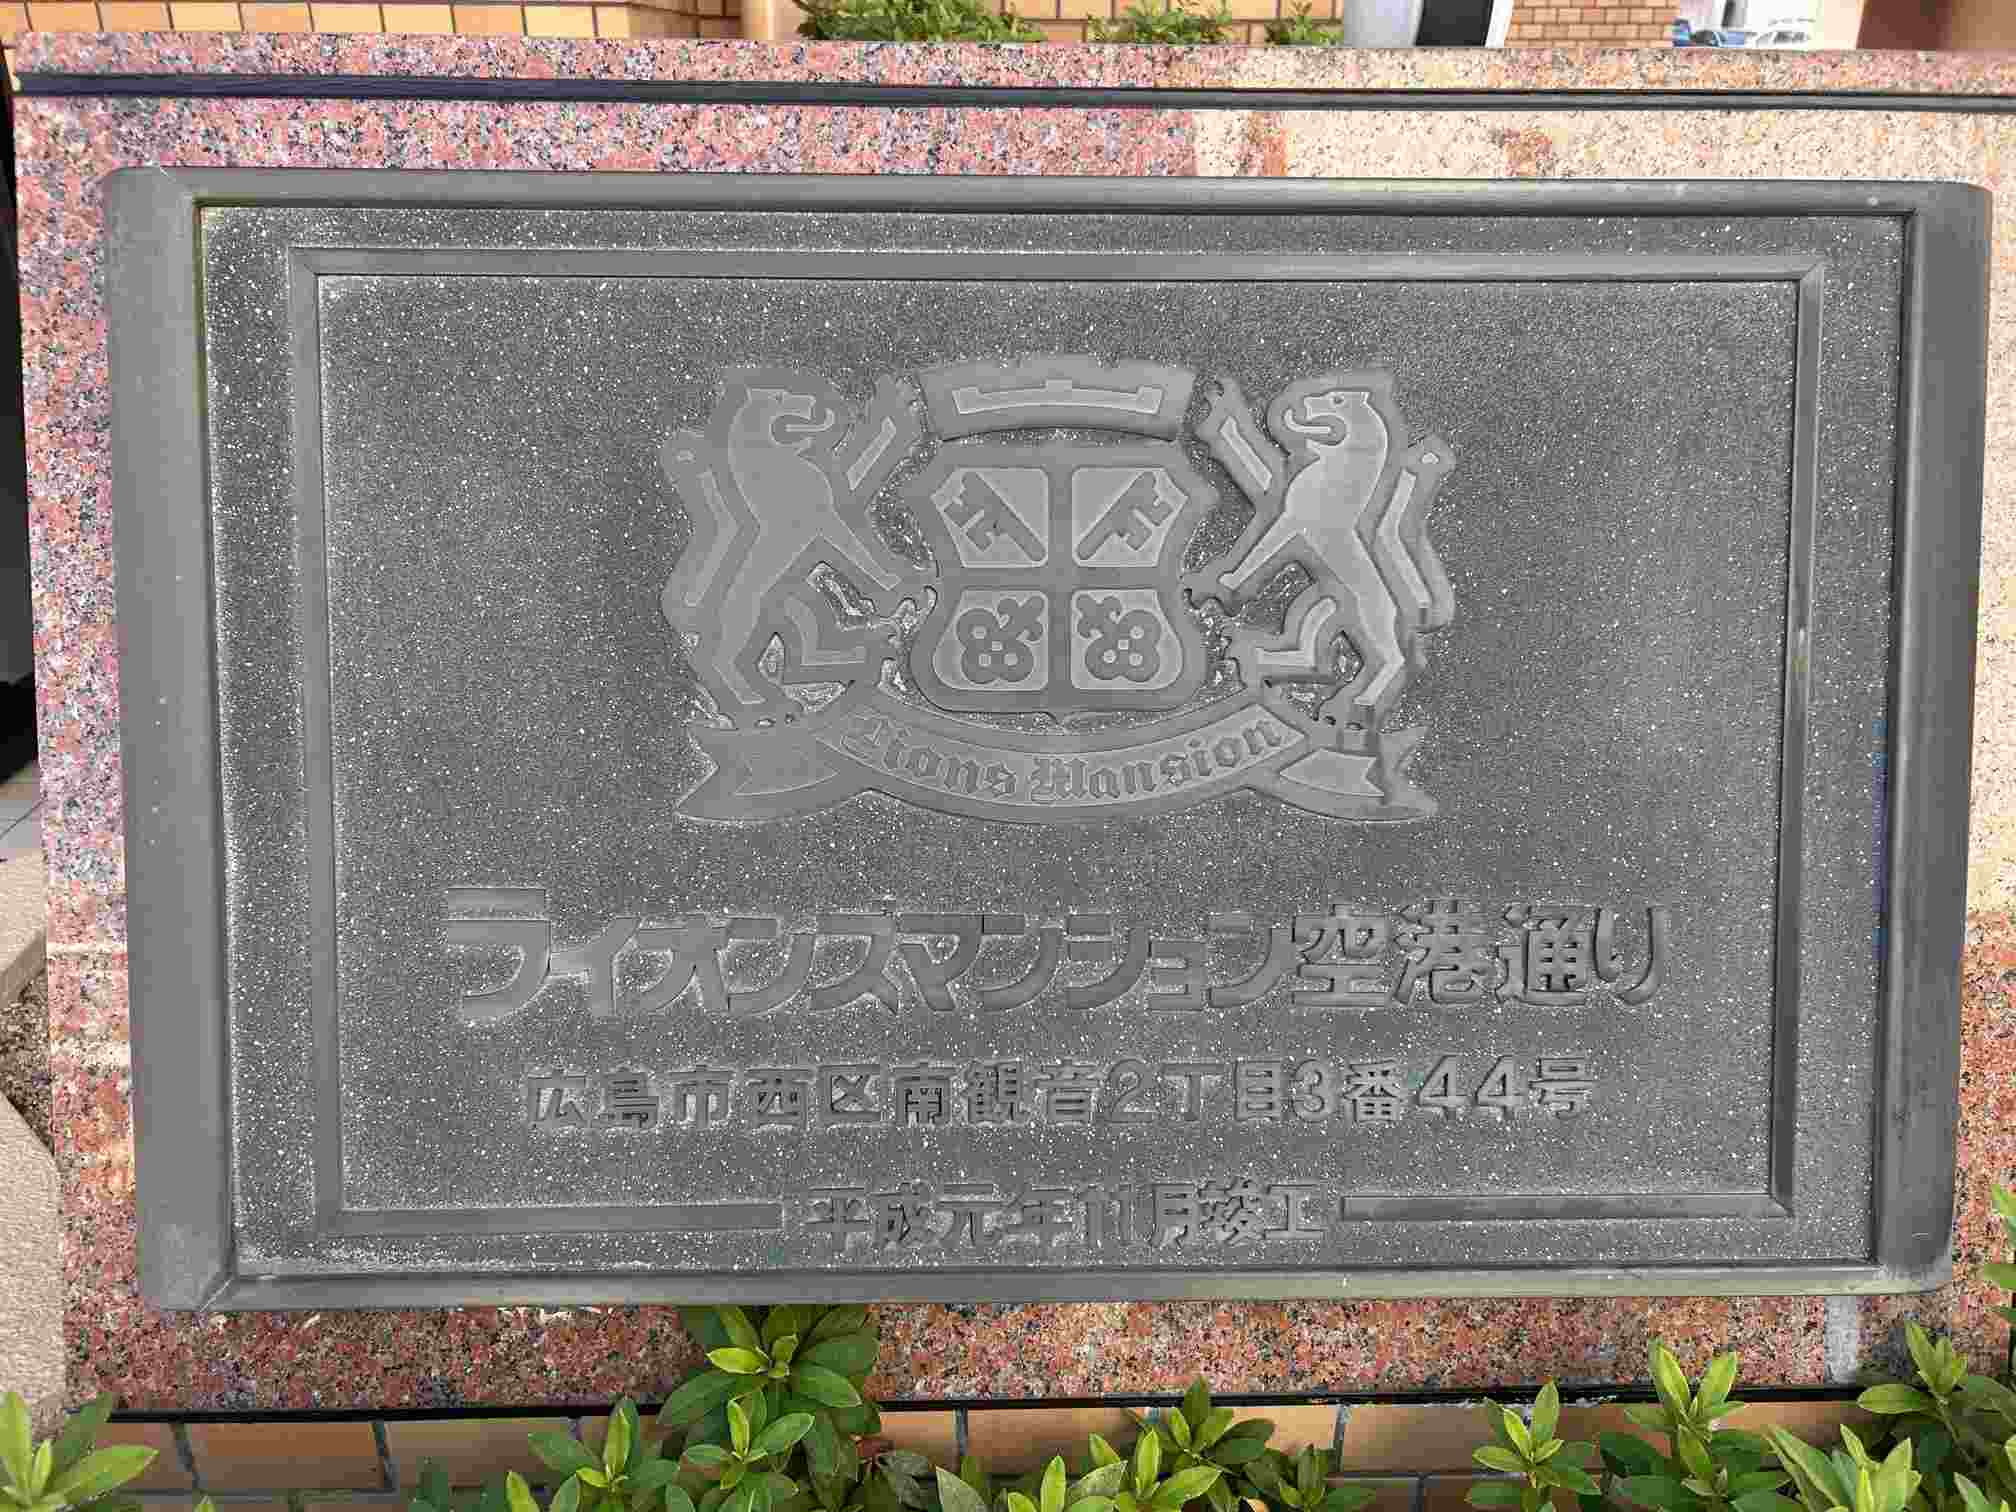 Lions Mansion
ライオンズマンション空港通り
広島市西区南観音2丁目3番44号
平成元年11月竣工